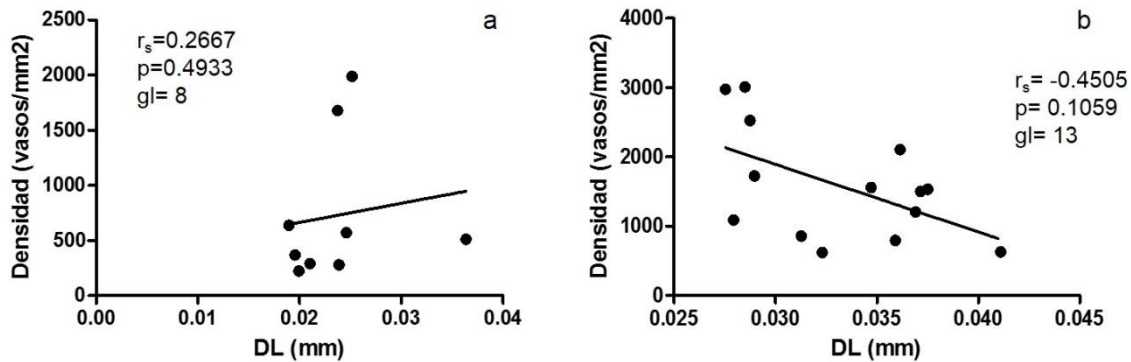 a
rs=0.2667
p=0.4933
gl= 8
Densidad (vasos/mm2)
2500
2000
1500
1000
500
0
0.00 0.01 0.02 0.03 0.04
DL (mm)
b
rs= -0.4505
p= 0.1059
gl= 13
Densidad (vasos/mm2)
4000
3000
2000
1000
0
0.025 0.030 0.035 0.040 0.045
DL (mm)